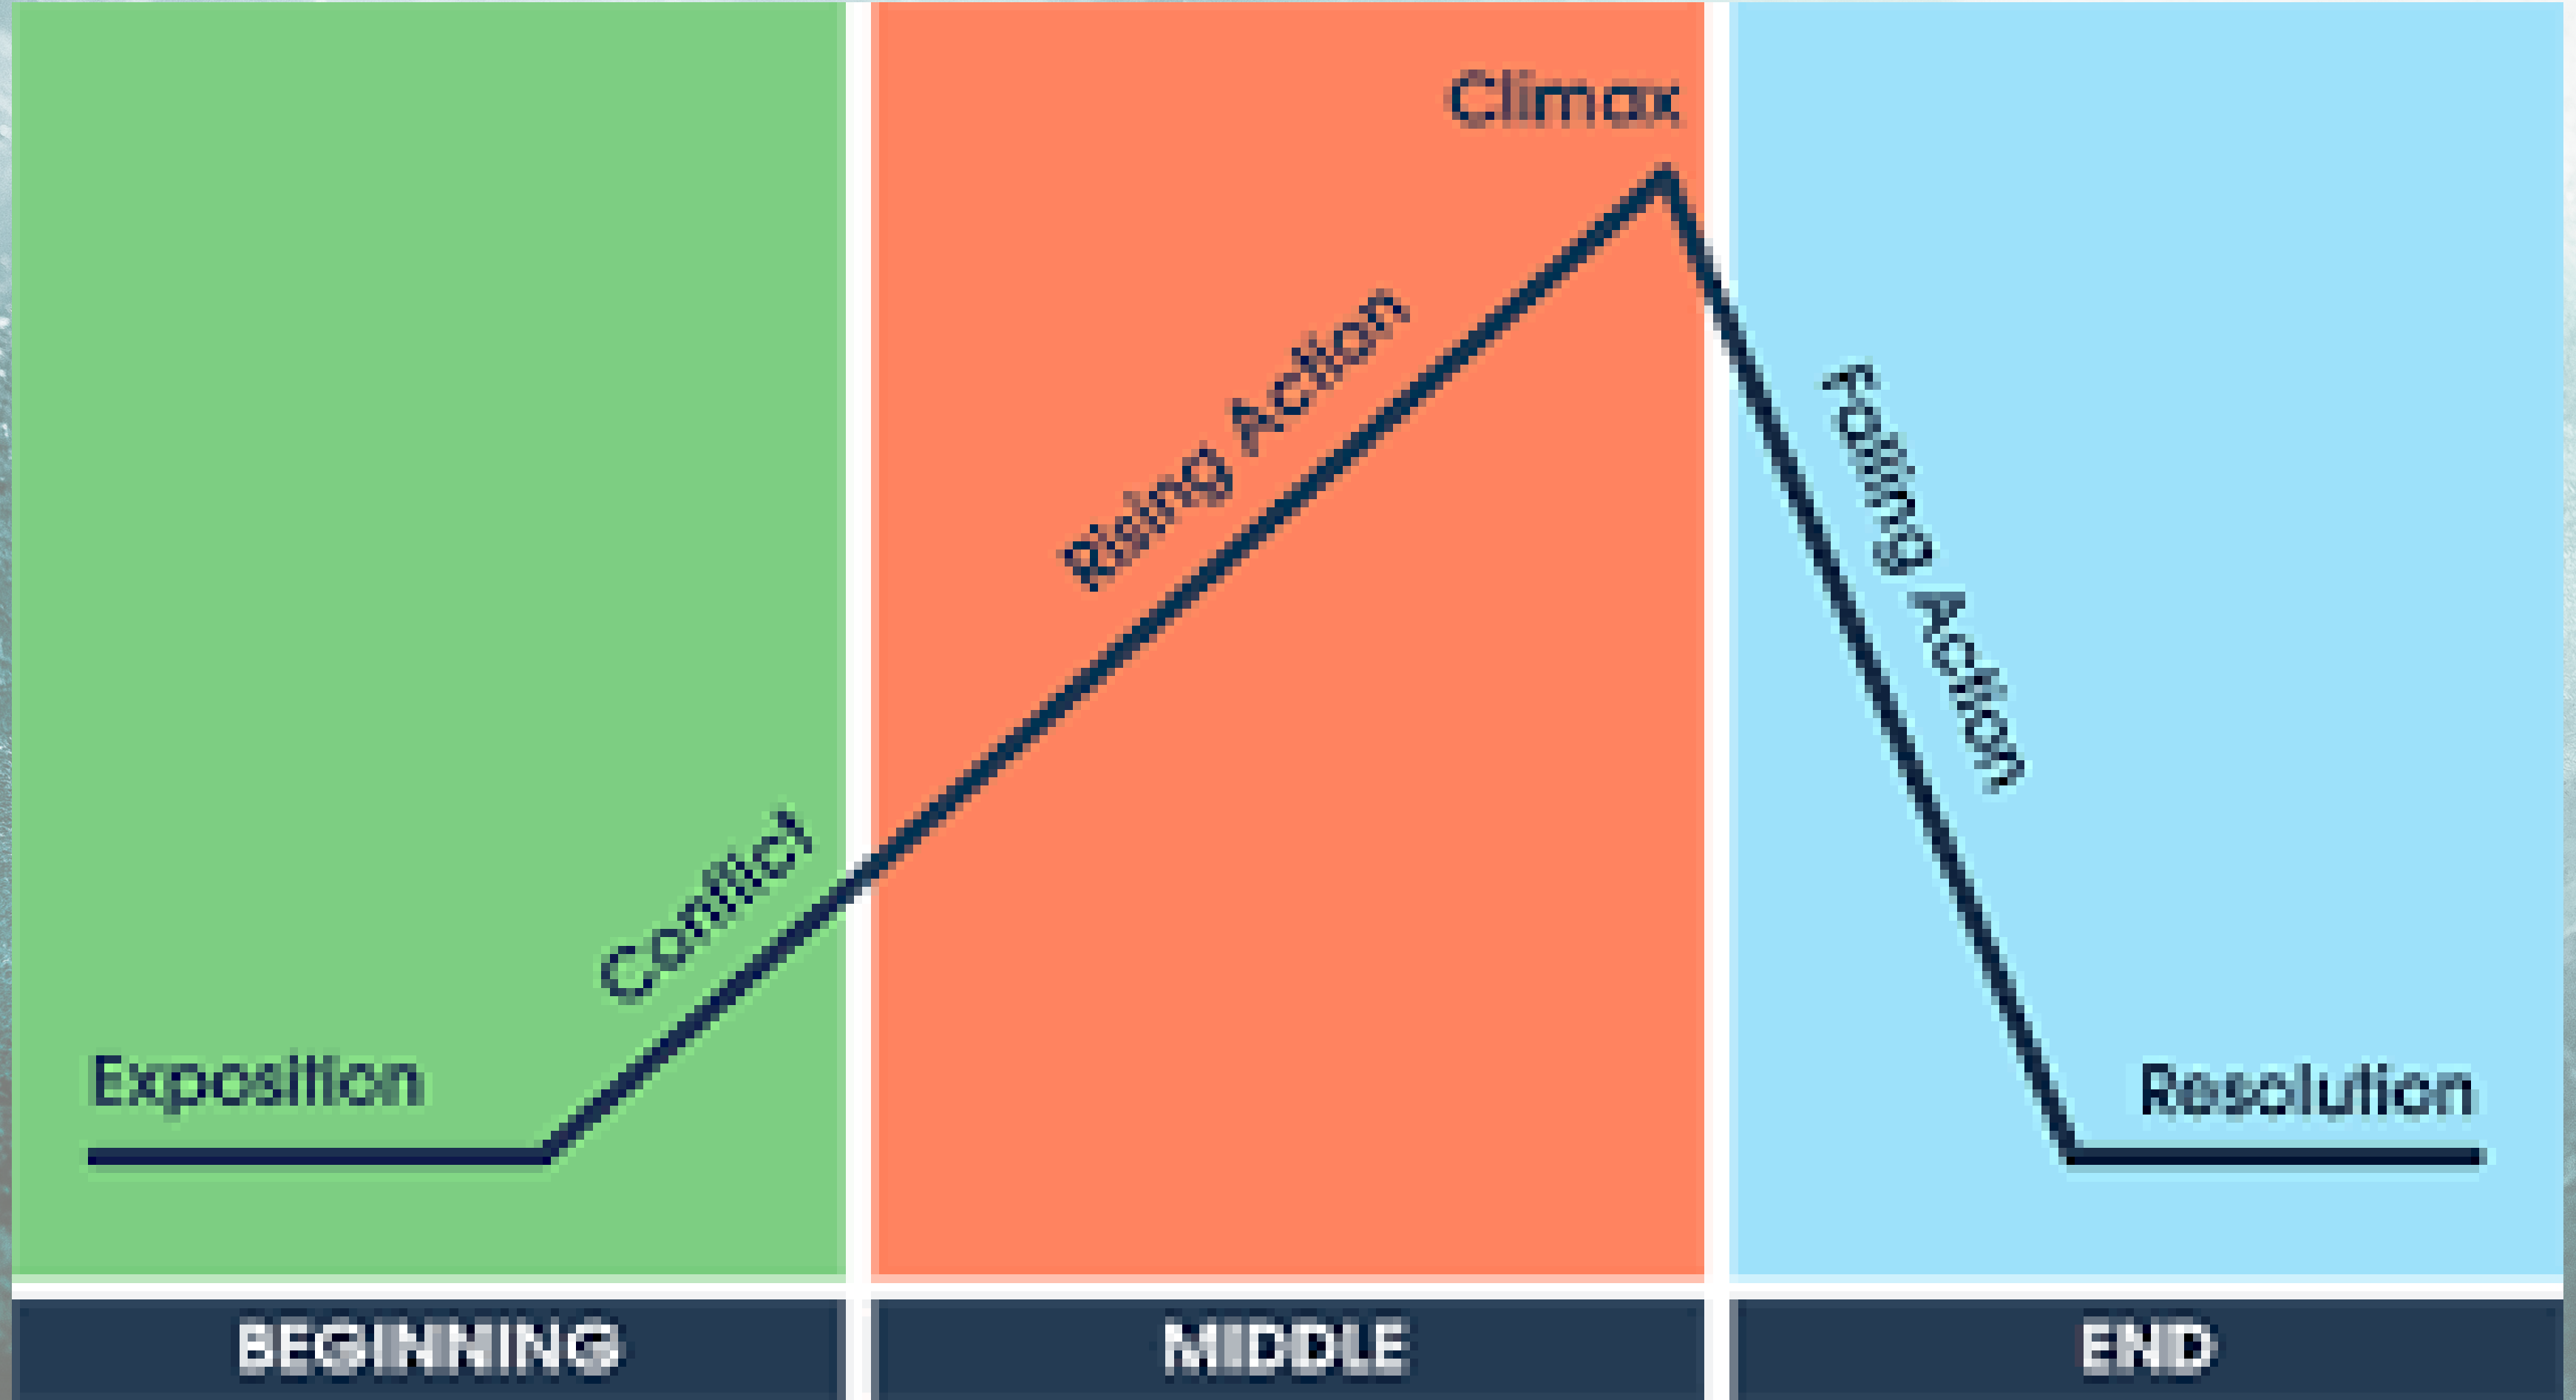 Climax
Rising Action
Falling Action
Conflict
Exposition
Resolution
BEGINNING
MIDDLE
END